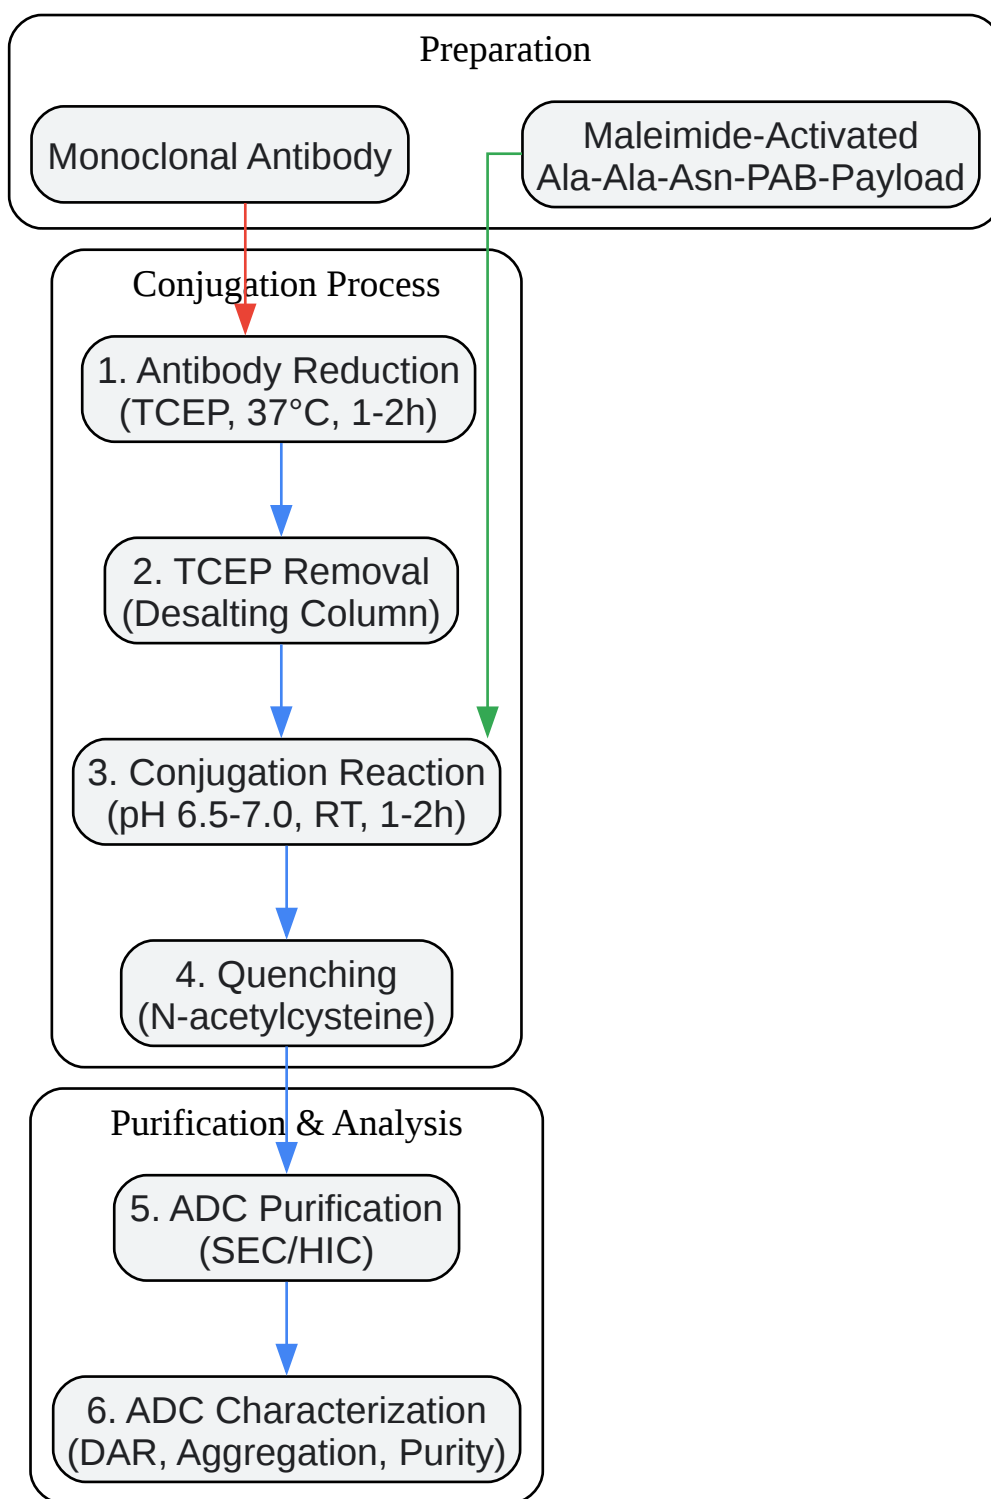 Preparation
Monoclonal Antibody
Maleimide-Activated
Ala-Ala-Asn-PAB-Payload
Conjugation Process
1. Antibody Reduction
(TCEP, 37°C, 1-2h)
2. TCEP Removal
(Desalting Column)
3. Conjugation Reaction
(pH 6.5-7.0, RT, 1-2h)
4. Quenching
(N-acetylcysteine)
Purification & Analysis
5. ADC Purification
(SEC/HIC)
6. ADC Characterization
(DAR, Aggregation, Purity)